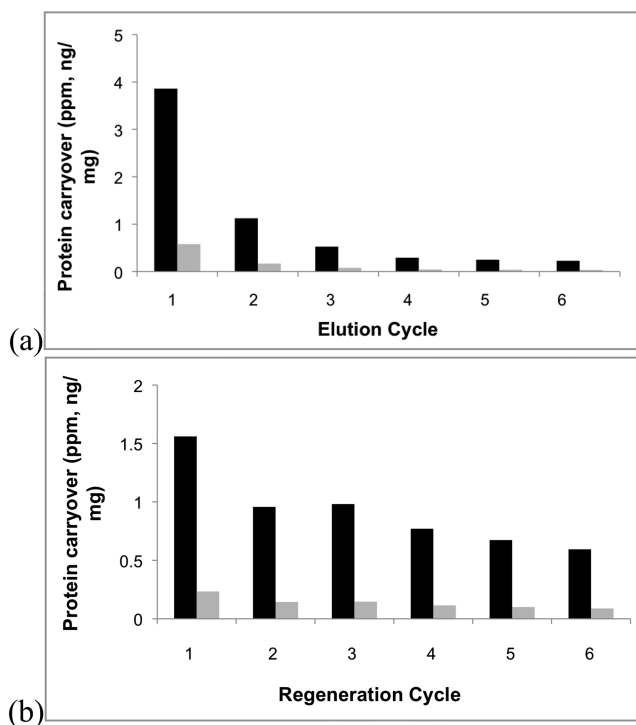 Protein carryover (ppm, ng/
mg)
5
4
3
2
1
0
1 2 3 4 5 6
Elution Cycle
(a)
Protein carryover (ppm, ng/
mg)
2
1.5
1
0.5
0
1 2 3 4 5 6
Regeneration Cycle
(b)